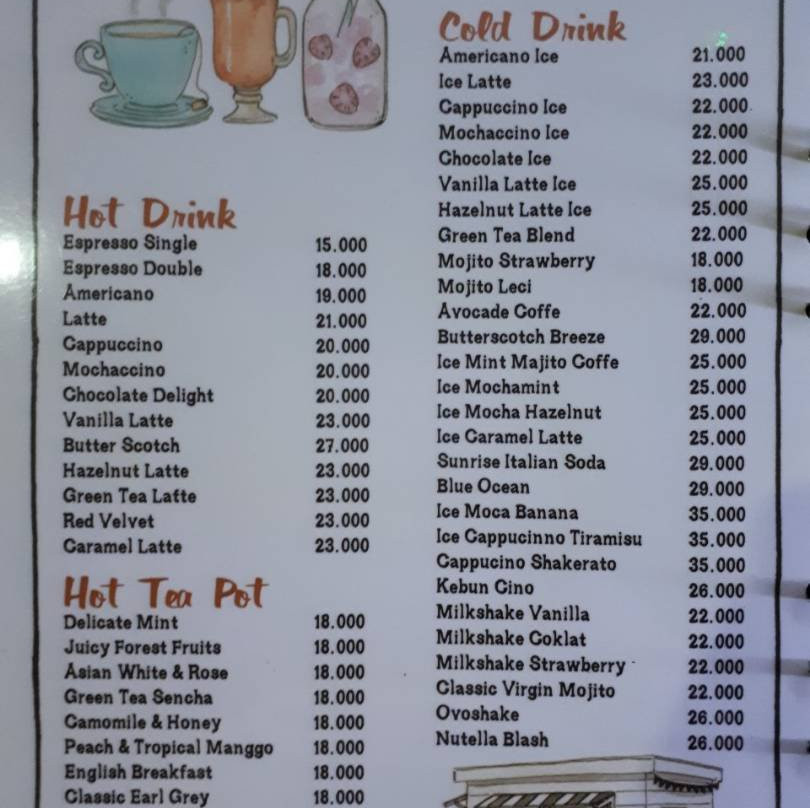 Hot Drink
Espresso Single 15.000
Espresso Double 18.000
Americano 19.000
Latte 21.000
Cappuccino 20.000
Mochaccino 20.000
Chocolate Delight 20.000
Vanilla Latte 23.000
Butter Scotch 27.000
Hazelnut Latte 23.000
Green Tea Latte 23.000
Red Velvet 23.000
Caramel Latte 23.000
Hot Tea Pot
Delicate Mint 18.000
Juicy Forest Fruits 18.000
Asian White & Rose 18.000
Green Tea Sencha 18.000
Camomile & Honey 18.000
Peach & Tropical Manggo 18.000
English Breakfast 18.000
Classic Earl Grey 18.000
Cold Drink
Americano Ice 21.000
Ice Latte 23.000
Cappuccino Ice 22.000
Mochaccino Ice 22.000
Chocolate Ice 22.000
Vanilla Latte Ice 25.000
Hazelnut Latte Ice 25.000
Green Tea Blend 22.000
Mojito Strawberry 18.000
Mojito Leci 18.000
Avocade Coffe 22.000
Butterscotch Breeze 29.000
Ice Mint Majito Coffe 25.000
Ice Mochamint 25.000
Ice Mocha Hazelnut 25.000
Ice Caramel Latte 25.000
Sunrise Italian Soda 29.000
Blue Ocean 29.000
Ice Moca Banana 35.000
Ice Cappucinno Tiramisu 35.000
Cappucino Shakerato 35.000
Kebun Cino 26.000
Milkshake Vanilla 22.000
Milkshake Coklat 22.000
Milkshake Strawberry 22.000
Classic Virgin Mojito 22.000
Ovoshake 26.000
Nutella Blash 26.000